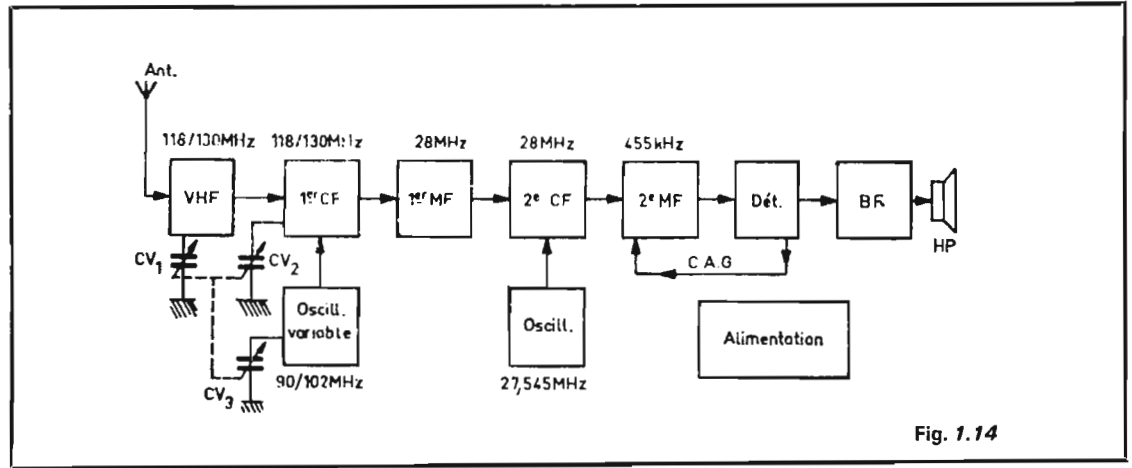 Ant.
118/130MHz
118/130MHz
28MHz
28MHz
455kHz
VHF
1er CF
1er MF
2e CF
2e MF
Dét.
BF
HP
CV1
CV2
C.A.G
Oscill.
variable
Oscill.
Alimentation
CV3
90/102MHz
27,545MHz
Fig. 1.14